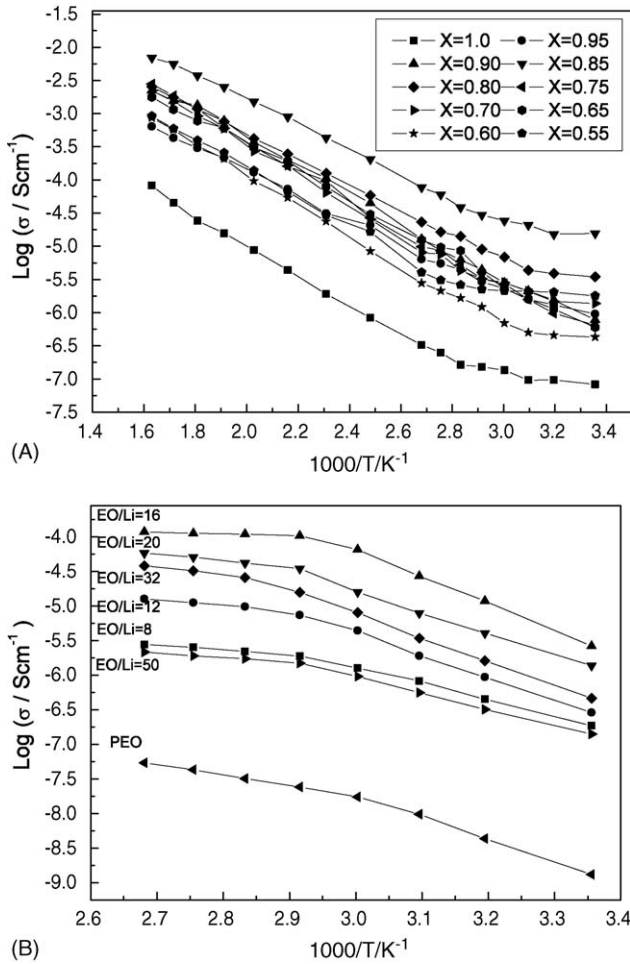 X=1.0 X=0.95
X=0.90 X=0.85
X=0.80 X=0.75
X=0.70 X=0.65
X=0.60 X=0.55
Log (σ / Scm⁻¹)
-1.5
-2.0
-2.5
-3.0
-3.5
-4.0
-4.5
-5.0
-5.5
-6.0
-6.5
-7.0
-7.5
1.4 1.6 1.8 2.0 2.2 2.4 2.6 2.8 3.0 3.2 3.4
(A)
1000/T/K⁻¹
EO/Li=16
EO/Li=20
EO/Li=32
EO/Li=12
EO/Li=8
EO/Li=50
PEO
Log (σ / Scm⁻¹)
-4.0
-4.5
-5.0
-5.5
-6.0
-6.5
-7.0
-7.5
-8.0
-8.5
-9.0
2.6 2.7 2.8 2.9 3.0 3.1 3.2 3.3 3.4
(B)
1000/T/K⁻¹